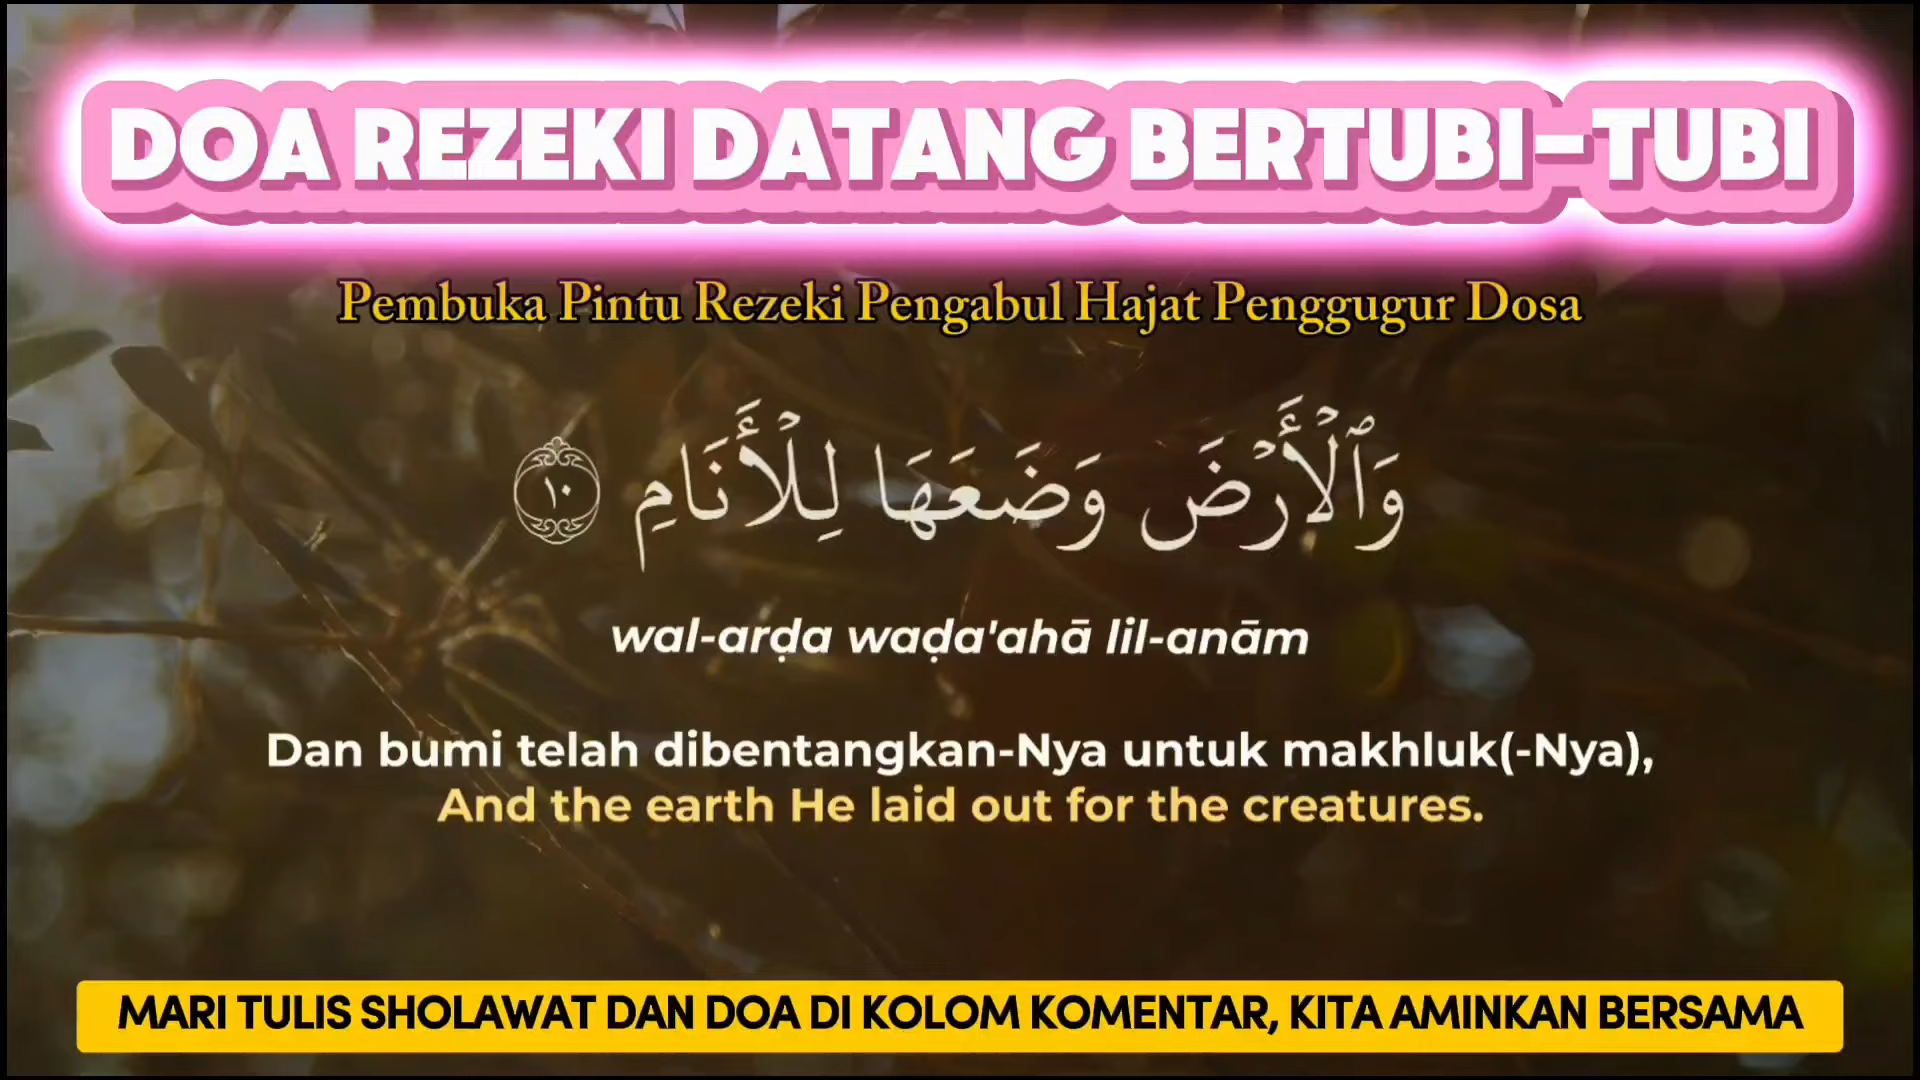 DOA REZEKI DATANG BERTUBI-TUBI
Pembuka Pintu Rezeki Pengabul Hajat Penggugur Dosa
وَٱلْأَرْضَ وَضَعَهَا لِلْأَنَامِ ١٠
wal-arḍa waḍa'ahā lil-anām
Dan bumi telah dibentangkan-Nya untuk makhluk(-Nya),
And the earth He laid out for the creatures.
MARI TULIS SHOLAWAT DAN DOA DI KOLOM KOMENTAR, KITA AMINKAN BERSAMA